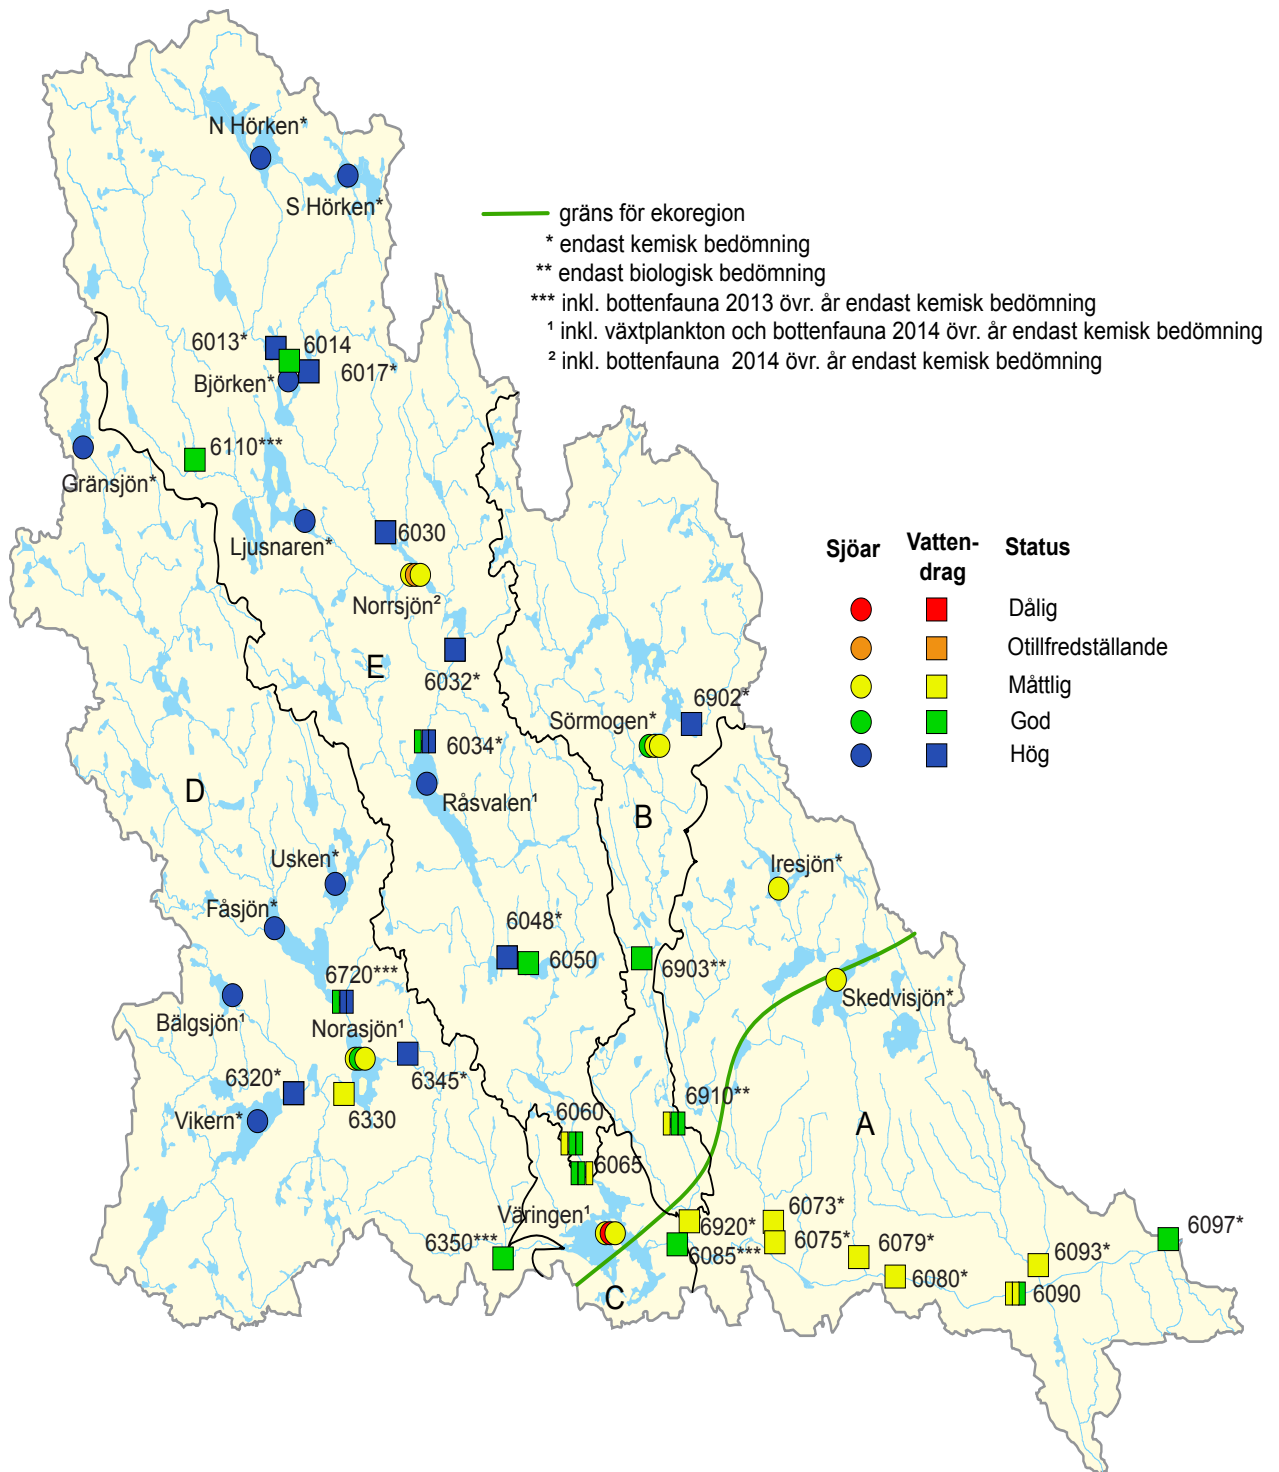 N Hörken*
S Hörken*
gräns för ekoregion
* endast kemisk bedömning
** endast biologisk bedömning
*** inkl. bottenfauna 2013 övr. år endast kemisk bedömning
¹ inkl. växtplankton och bottenfauna 2014 övr. år endast kemisk bedömning
² inkl. bottenfauna 2014 övr. år endast kemisk bedömning
6013*
6014
6017*
Björken*
6110***
Gränsjön*
Ljusnaren*
6030
Norrsjön²
Sjöar
Vatten-
drag
Status
Dålig
Otillfredställande
Måttlig
God
Hög
E
6032*
6902*
Sörmogen*
6034*
Råsvalen¹
D
B
Usken*
Iresjön*
Fåsjön*
6048*
6050
6903**
6720***
Skedvisjön*
Bälgsjön¹
Norasjön¹
6345*
6320*
6330
Vikern*
6060
6910**
A
6065
Väringen¹
6350***
6920*
6085***
6073*
6075*
6079*
6080*
6097*
6093*
6090
C